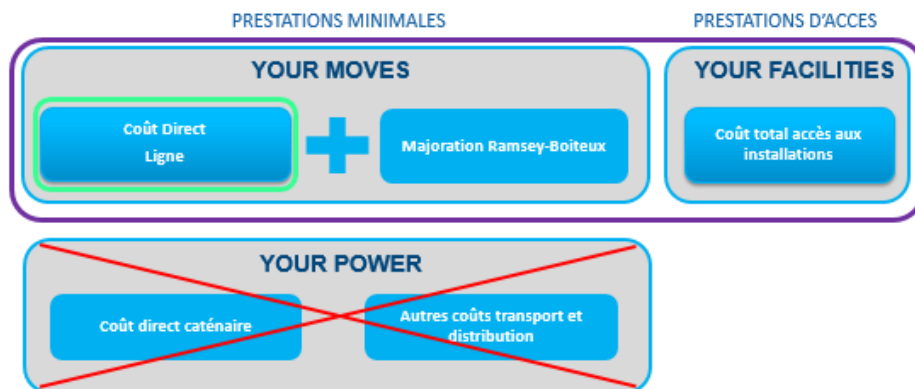 PRESTATIONS MINIMALES
PRESTATIONS D'ACCES
YOUR MOVES
YOUR FACILITIES
Coût Direct
Ligne
Majoration Ramsey-Boiteux
Coût total accès aux
installations
YOUR POWER
Coût direct caténaire
Autres coûts transport et
distribution